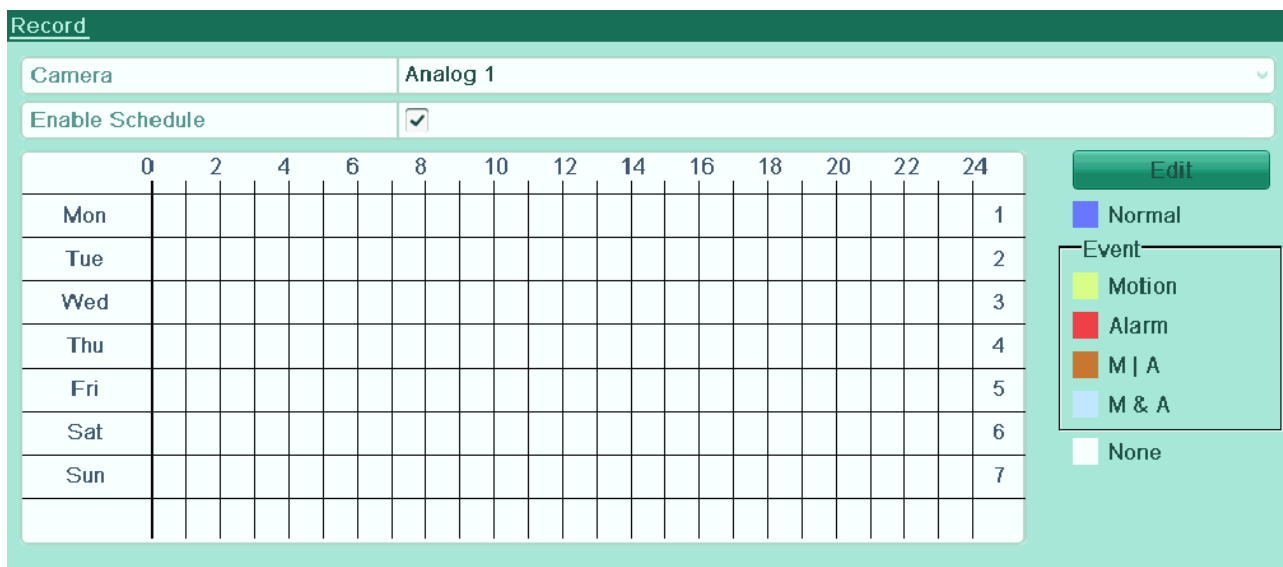 Record
Camera Analog 1
Enable Schedule
0 2 4 6 8 10 12 14 16 18 20 22 24
Edit
Mon 1
Normal
Event
Tue 2
Motion
Wed 3
Alarm
Thu 4
M | A
Fri 5
M & A
Sat 6
None
Sun 7